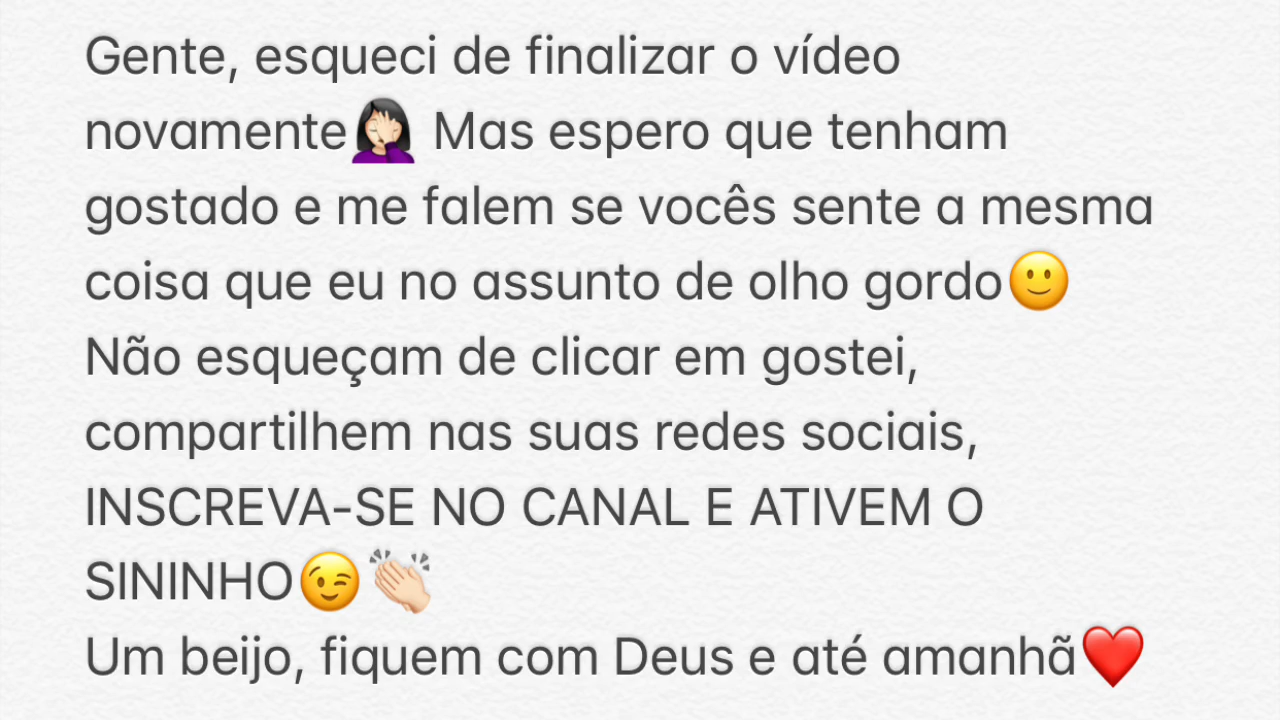 Gente, esqueci de finalizar o vídeo
novamente🤦🏻‍♀️ Mas espero que tenham
gostado e me falem se vocês sente a mesma
coisa que eu no assunto de olho gordo🙂
Não esqueçam de clicar em gostei,
compartilhem nas suas redes sociais,
INSCREVA-SE NO CANAL E ATIVEM O
SININHO😉👏🏻
Um beijo, fiquem com Deus e até amanhã❤️